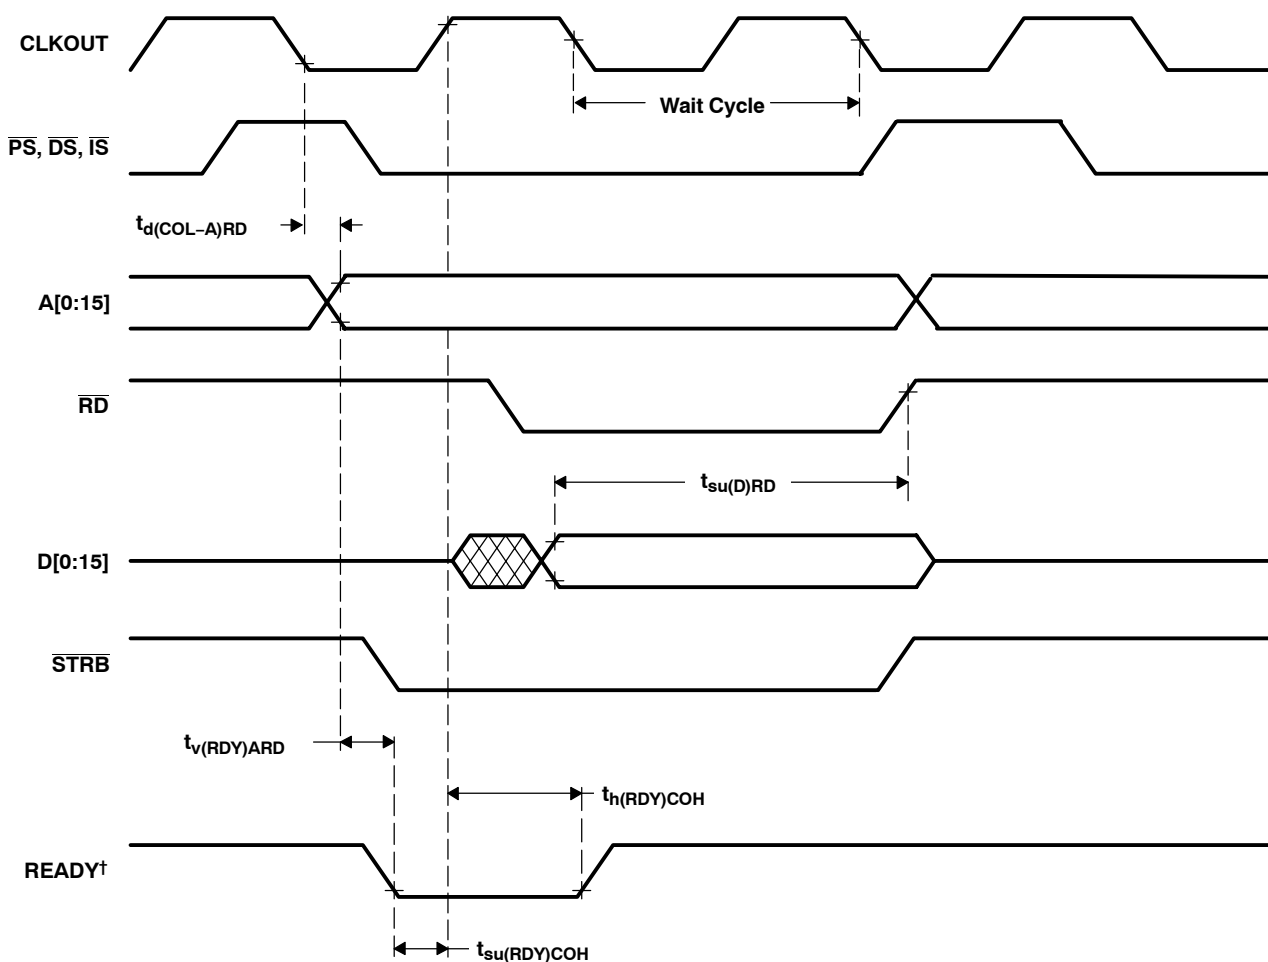 CLKOUT
Wait Cycle
PS, DS, IS
td(COL–A)RD
A[0:15]
RD
tsu(D)RD
D[0:15]
STRB
tv(RDY)ARD
th(RDY)COH
READY†
tsu(RDY)COH